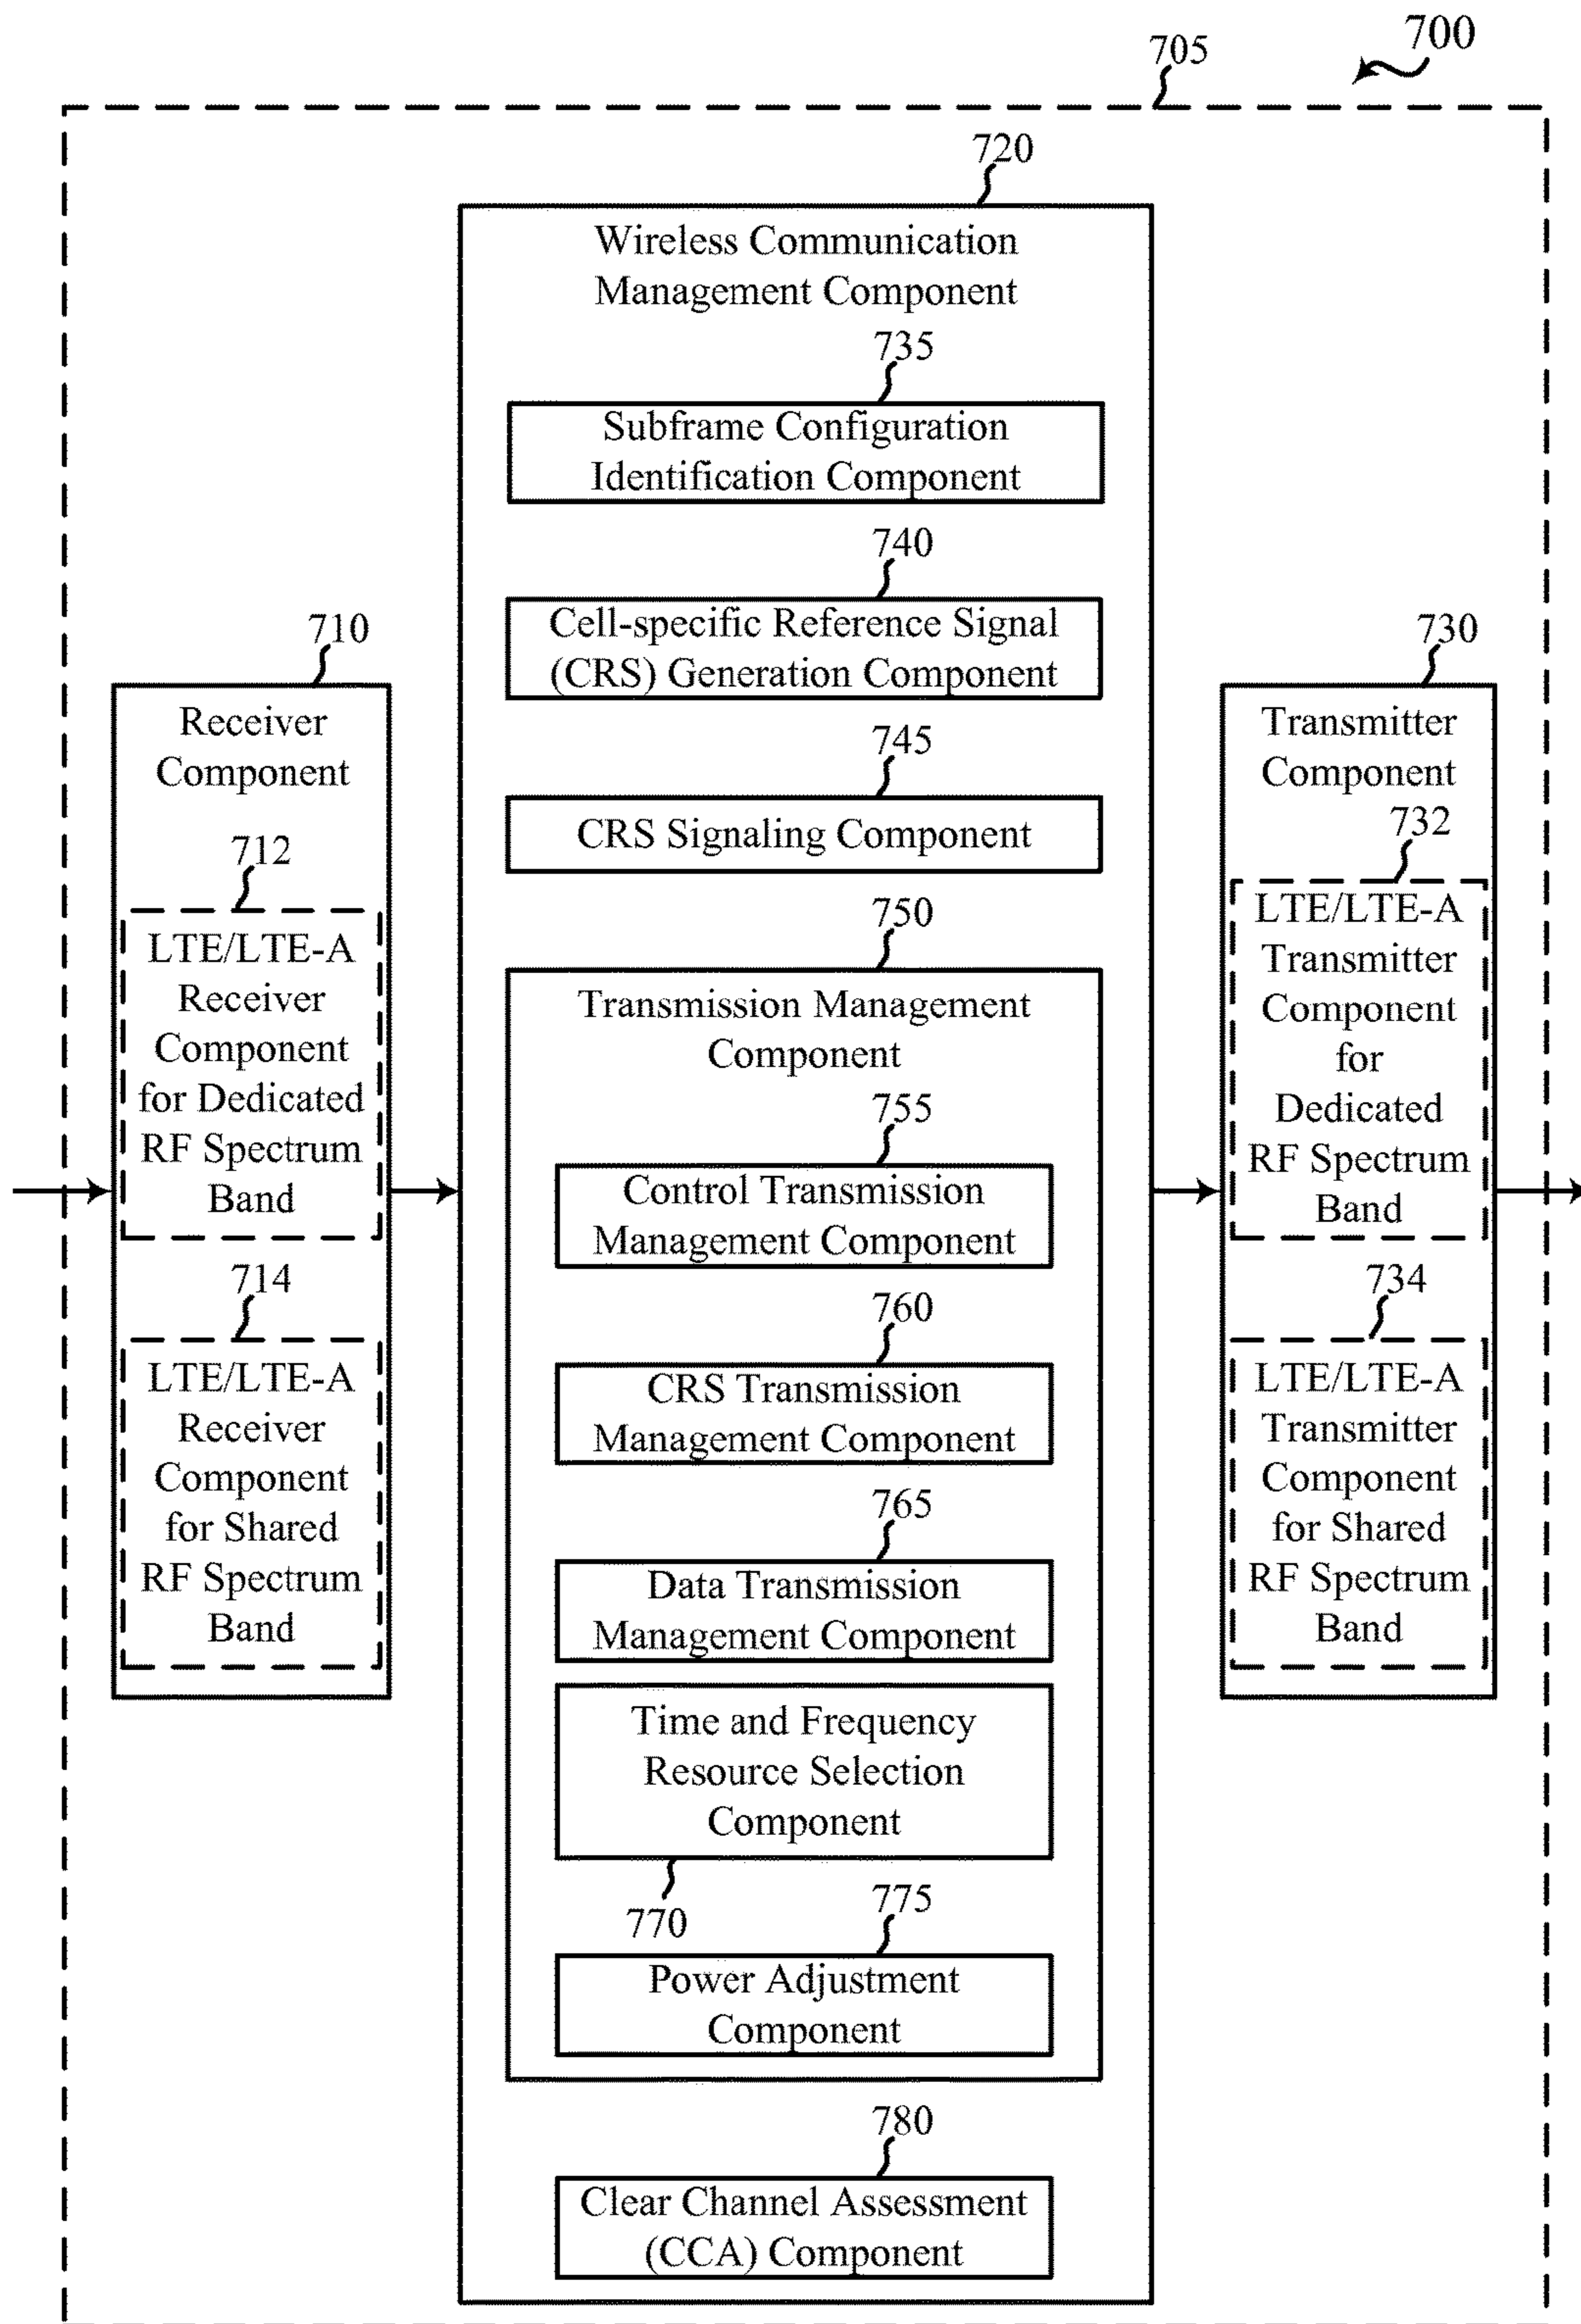 700
705
720
Wireless Communication
Management Component
735
Subframe Configuration
Identification Component
740
Cell-specific Reference Signal
(CRS) Generation Component
745
CRS Signaling Component
750
Transmission Management
Component
755
Control Transmission
Management Component
760
CRS Transmission
Management Component
765
Data Transmission
Management Component
Time and Frequency
Resource Selection
Component
770
775
Power Adjustment
Component
780
Clear Channel Assessment
(CCA) Component
710
Receiver
Component
712
LTE/LTE-A
Receiver
Component
for Dedicated
RF Spectrum
Band
714
LTE/LTE-A
Receiver
Component
for Shared
RF Spectrum
Band
730
Transmitter
Component
732
LTE/LTE-A
Transmitter
Component
for
Dedicated
RF Spectrum
Band
734
LTE/LTE-A
Transmitter
Component
for Shared
RF Spectrum
Band